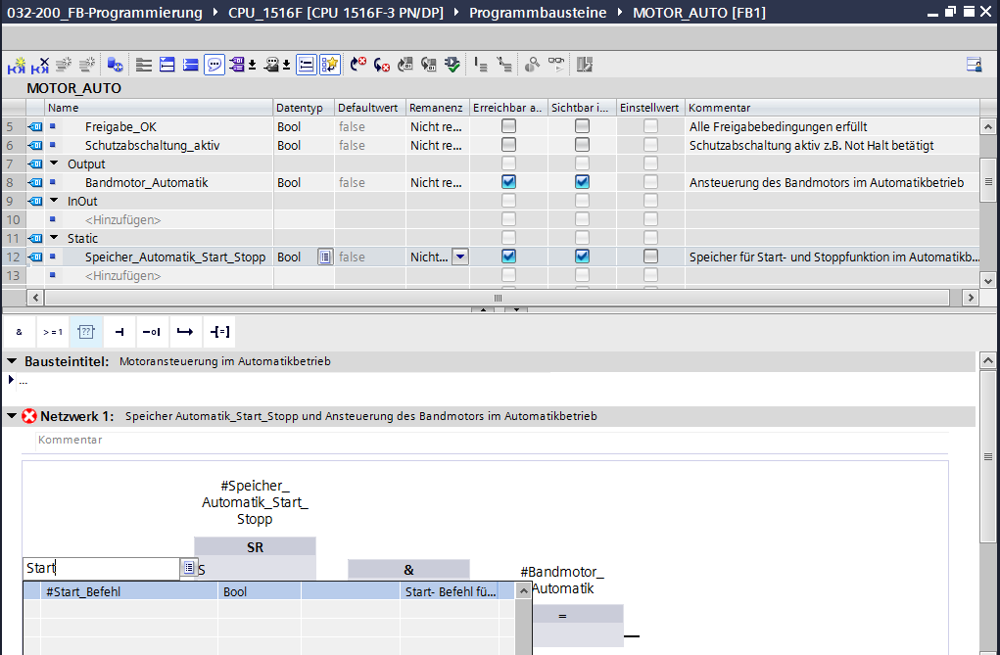 032-200_FB-Programmierung ▸ CPU_1516F [CPU 1516F-3 PN/DP] ▸ Programmbausteine ▸ MOTOR_AUTO [FB1]
MOTOR_AUTO
Name Datentyp Defaultwert Remanenz Erreichbar a... Sichtbar i... Einstellwert Kommentar
5 Freigabe_OK Bool false Nicht re... Alle Freigabebedingungen erfüllt
6 Schutzabschaltung_aktiv Bool false Nicht re... Schutzabschaltung aktiv z.B. Not Halt betätigt
7 Output
8 Bandmotor_Automatik Bool false Nicht re... Ansteuerung des Bandmotors im Automatikbetrieb
9 InOut
10 <Hinzufügen>
11 Static
12 Speicher_Automatik_Start_Stopp Bool false Nicht... Speicher für Start- und Stoppfunktion im Automatikb...
13 <Hinzufügen>
& >=1 ?? -| -o| -[=]
Bausteintitel: Motoransteuerung im Automatikbetrieb
...
Netzwerk 1: Speicher Automatik_Start_Stopp und Ansteuerung des Bandmotors im Automatikbetrieb
Kommentar
#Speicher_
Automatik_Start_
Stopp
SR
Start S
&
#Bandmotor_
Automatik
#Start_Befehl Bool Start- Befehl fü...
=